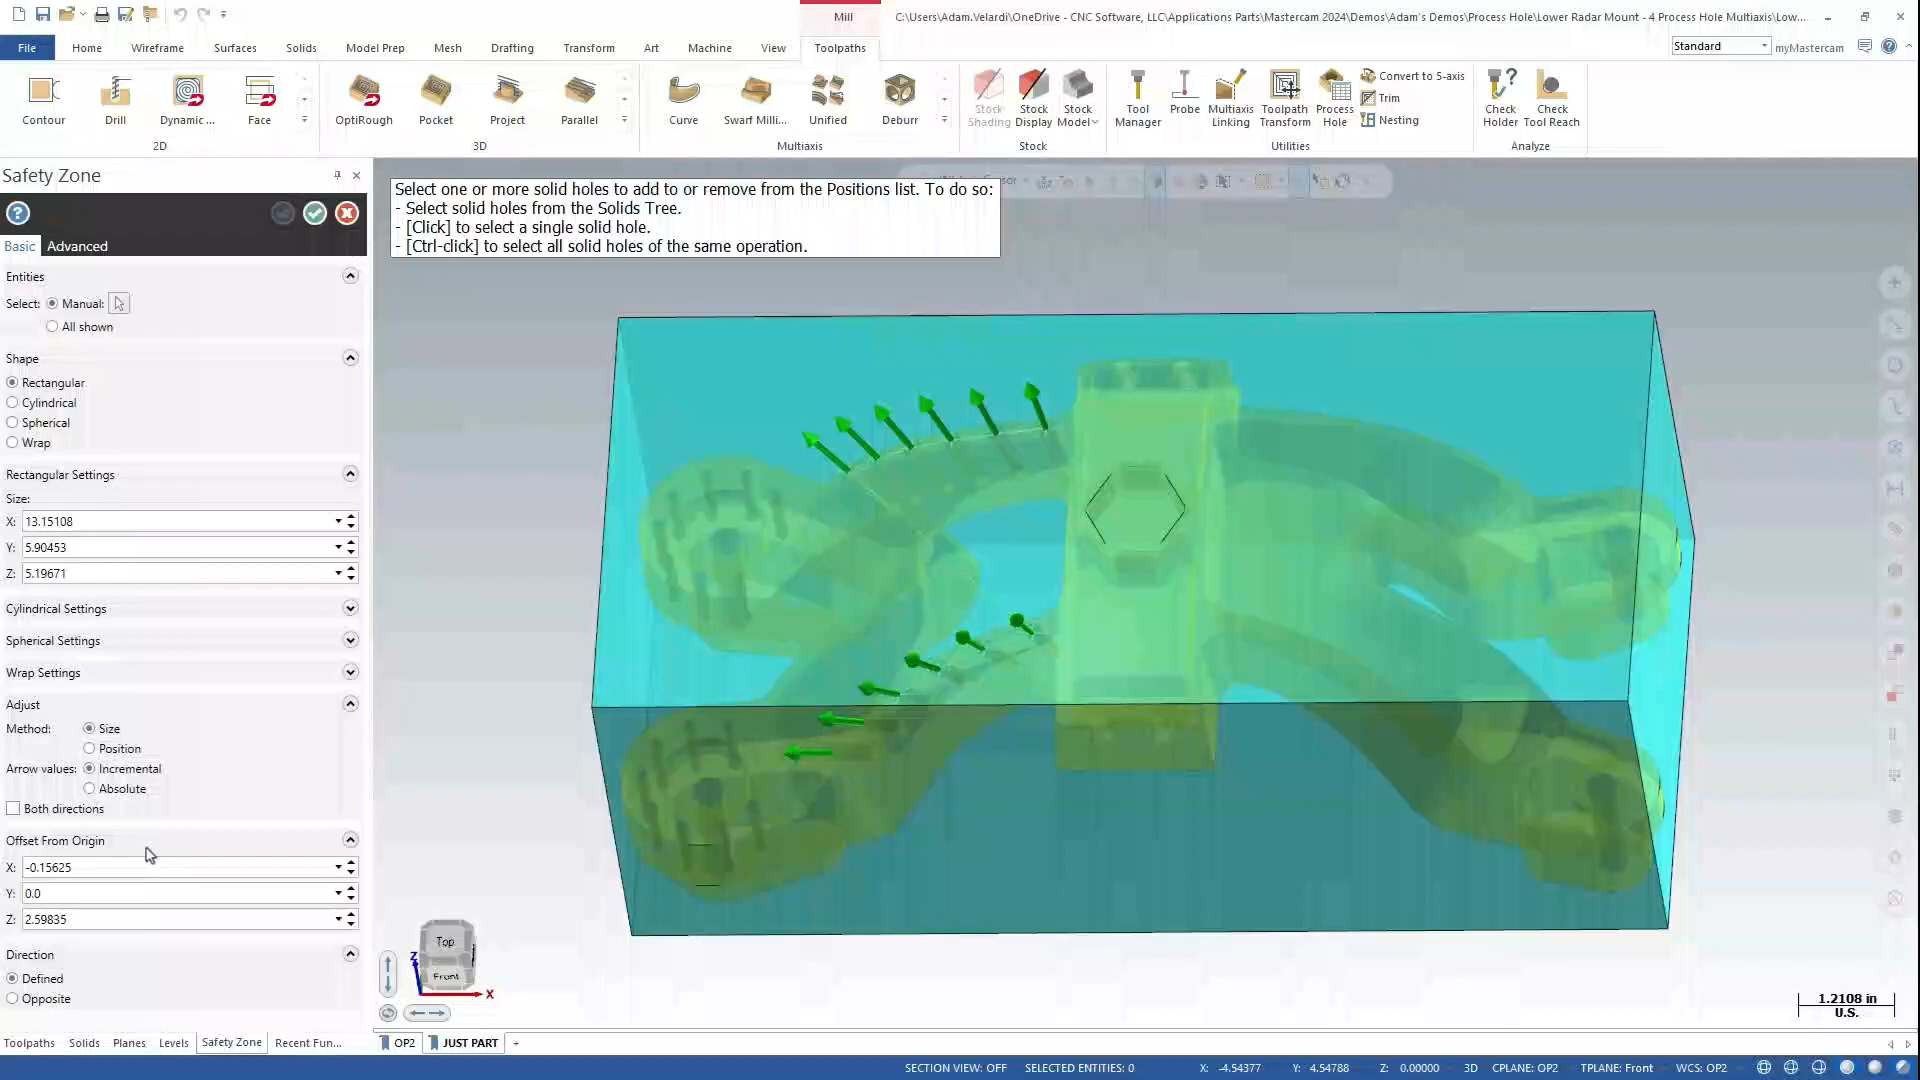 Mill
C:\Users\Adam.Velardi\OneDrive - CNC Software, LLC\Applications Parts\Mastercam 2024\Demos\Adam's Demos\Process Hole\Lower Radar Mount - 4 Process Hole Multiaxis\Low...
File Home Wireframe Surfaces Solids Model Prep Mesh Drafting Transform Art Machine View Toolpaths
Standard myMastercam
Contour Drill Dynamic ... Face
OptiRough Pocket Project Parallel
Curve Swarf Milli... Unified Deburr
Stock Shading Stock Display Stock Model
Tool Manager Probe Multiaxis Linking Toolpath Transform Process Hole
Convert to 5-axis
Trim
Nesting
Check Holder Check Tool Reach
2D 3D Multiaxis Stock Utilities Analyze
Safety Zone
Basic Advanced
Entities
Select: Manual:
All shown
Shape
Rectangular
Cylindrical
Spherical
Wrap
Rectangular Settings
Size:
X: 13.15108
Y: 5.90453
Z: 5.19671
Cylindrical Settings
Spherical Settings
Wrap Settings
Adjust
Method: Size
Position
Arrow values: Incremental
Absolute
Both directions
Offset From Origin
X: -0.15625
Y: 0.0
Z: 2.59835
Direction
Defined
Opposite
Toolpaths Solids Planes Levels Safety Zone Recent Fun...
Select one or more solid holes to add to or remove from the Positions list. To do so:
- Select solid holes from the Solids Tree.
- [Click] to select a single solid hole.
- [Ctrl-click] to select all solid holes of the same operation.
Top
Front
Z
X
1.2108 in
U.S.
OP2 JUST PART +
SECTION VIEW: OFF SELECTED ENTITIES: 0 X: -4.54377 Y: 4.54788 Z: 0.00000 3D CPLANE: OP2 TPLANE: Front WCS: OP2